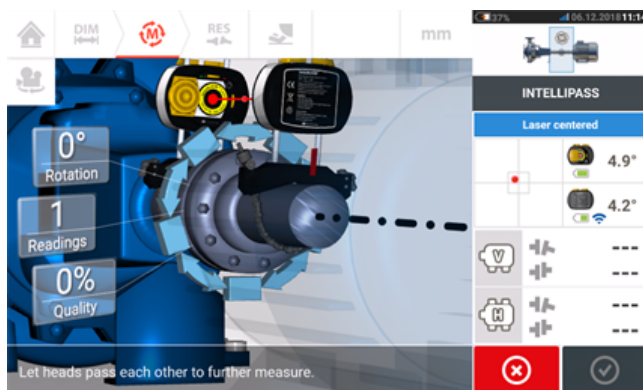 DIM
M
RES
mm
0°
Rotation
1
Readings
0%
Quality
Let heads pass each other to further measure.
37%
06.12.2018 11:14
INTELLIPASS
Laser centered
4.9°
4.2°
V
---
---
H
---
---